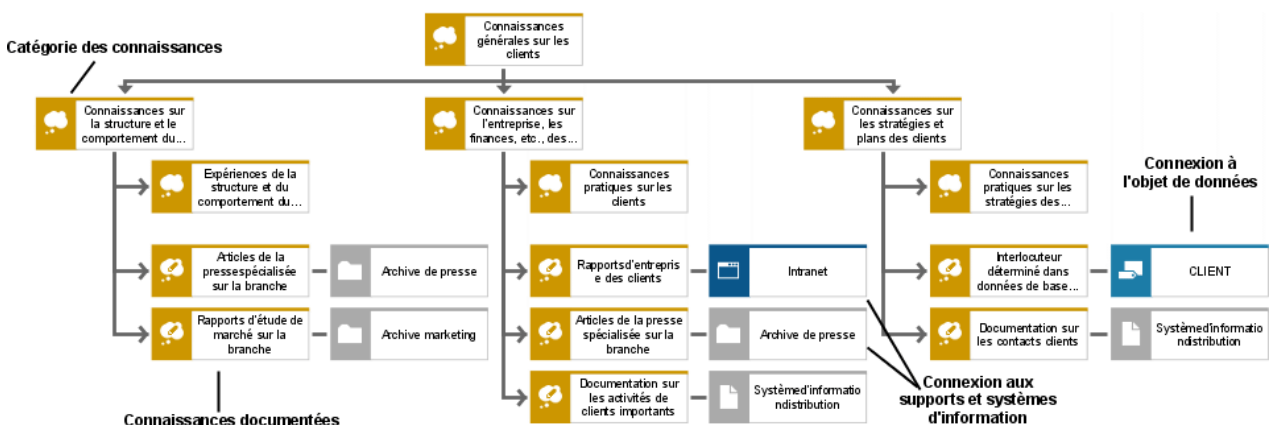 Connaissances
générales sur les
clients
Catégorie des connaissances
Connaissances sur
la structure et le
comportement du...
Connaissances sur
l'entreprise, les
finances, etc., des...
Connaissances sur
les stratégies et
plans des clients
Expériences de la
structure et du
comportement du...
Connaissances
pratiques sur les
clients
Connaissances
pratiques sur les
stratégies des...
Connexion à
l'objet de données
Articles de la
pressespécialisée
sur la branche
Archive de presse
Rapportsd'entrepris
e des clients
Intranet
Interlocuteur
déterminé dans
données de base...
CLIENT
Rapports d'étude de
marché sur la
branche
Archive marketing
Articles de la presse
spécialisée sur la
branche
Archive de presse
Documentation sur
les contacts clients
Systèmed'informatio
ndistribution
Documentation sur
les activités de
clients importants
Systèmed'informatio
ndistribution
Connexion aux
supports et systèmes
d'information
Connaissances documentées